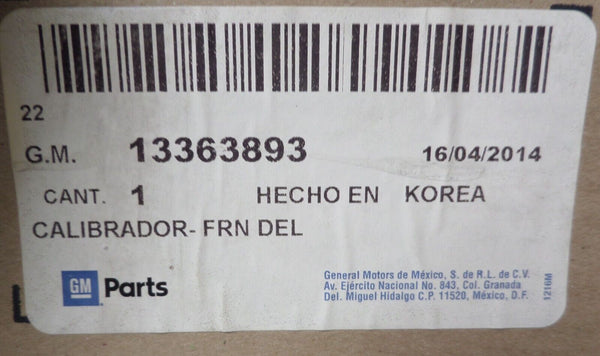 22
G.M. 13363893 16/04/2014
CANT. 1 HECHO EN KOREA
CALIBRADOR- FRN DEL
GM Parts
General Motors de México, S. de R.L. de C.V.
Av. Ejército Nacional No. 843, Col. Granada
Del. Miguel Hidalgo C.P. 11520, México, D.F.
1216M